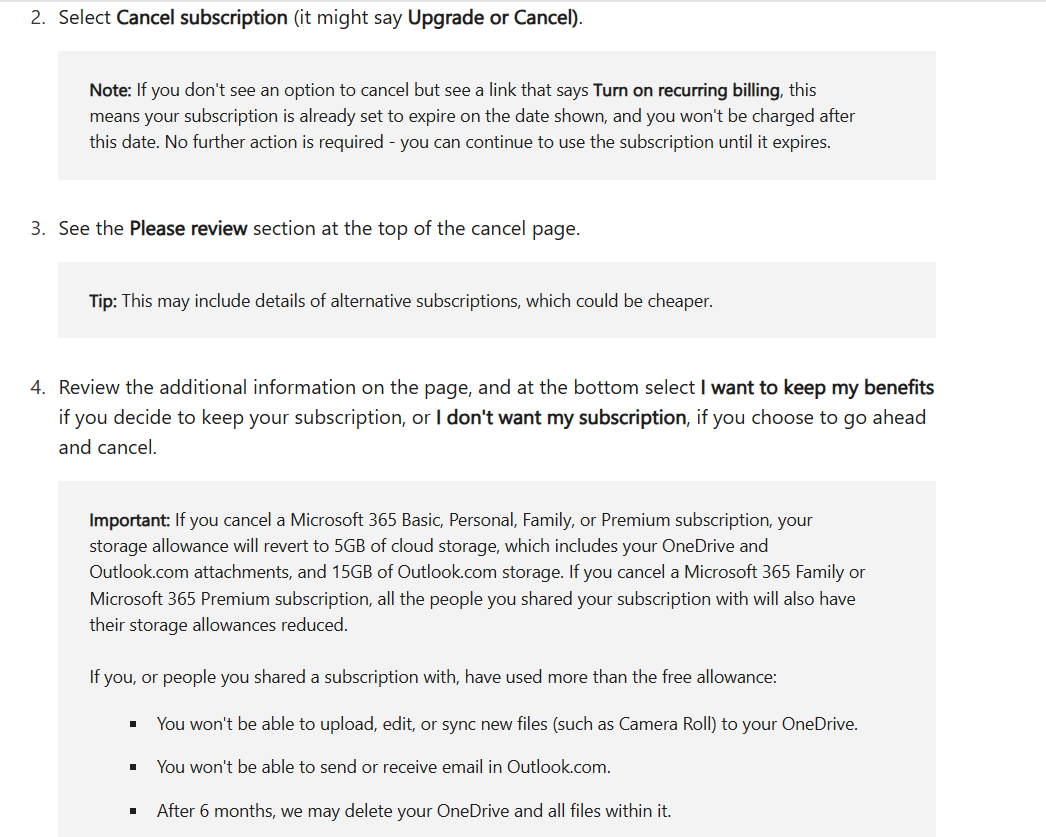 2. Select Cancel subscription (it might say Upgrade or Cancel).
Note: If you don't see an option to cancel but see a link that says Turn on recurring billing, this
means your subscription is already set to expire on the date shown, and you won't be charged after
this date. No further action is required - you can continue to use the subscription until it expires.
3. See the Please review section at the top of the cancel page.
Tip: This may include details of alternative subscriptions, which could be cheaper.
4. Review the additional information on the page, and at the bottom select I want to keep my benefits
if you decide to keep your subscription, or I don't want my subscription, if you choose to go ahead
and cancel.
Important: If you cancel a Microsoft 365 Basic, Personal, Family, or Premium subscription, your
storage allowance will revert to 5GB of cloud storage, which includes your OneDrive and
Outlook.com attachments, and 15GB of Outlook.com storage. If you cancel a Microsoft 365 Family or
Microsoft 365 Premium subscription, all the people you shared your subscription with will also have
their storage allowances reduced.
If you, or people you shared a subscription with, have used more than the free allowance:
▪ You won't be able to upload, edit, or sync new files (such as Camera Roll) to your OneDrive.
▪ You won't be able to send or receive email in Outlook.com.
▪ After 6 months, we may delete your OneDrive and all files within it.